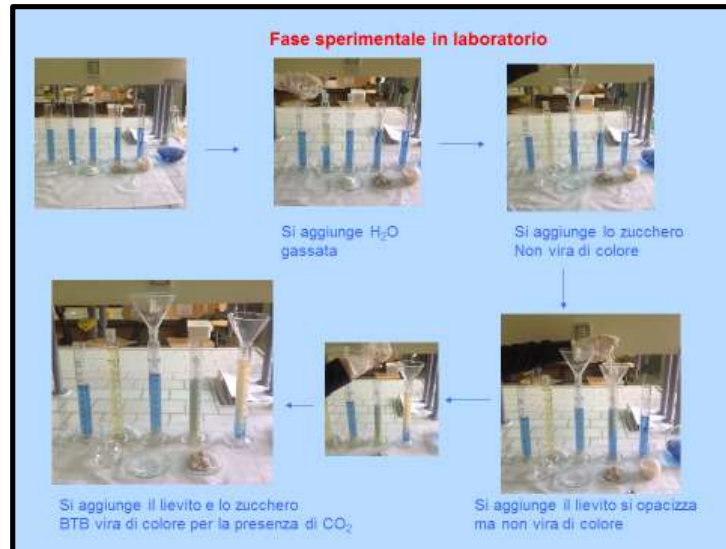 Fase sperimentale in laboratorio
Si aggiunge H₂O
gassata
Si aggiunge lo zucchero
Non vira di colore
Si aggiunge il lievito e lo zucchero
BTB vira di colore per la presenza di CO₂
Si aggiunge il lievito si opacizza
ma non vira di colore